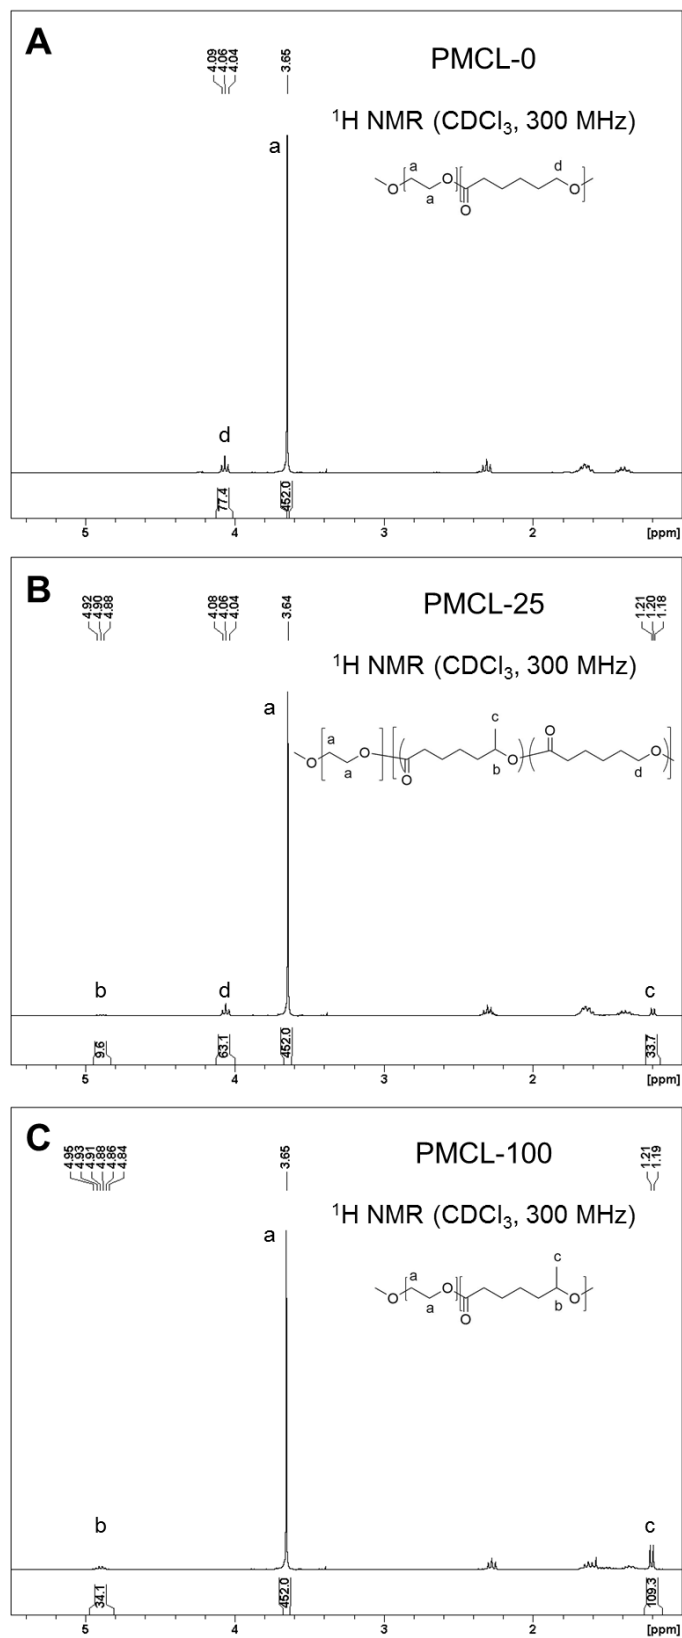 A
PMCL-0
4.09
4.06
4.04
3.65
¹H NMR (CDCl₃, 300 MHz)
a
a
d
O
O
O
a
O
d
77.4
452.0
5
4
3
2
[ppm]
B
PMCL-25
4.92
4.90
4.88
4.08
4.06
4.04
3.64
1.21
1.20
1.18
¹H NMR (CDCl₃, 300 MHz)
a
c
O
a
O
O
O
a
O
b
d
O
b
d
c
9.6
63.1
452.0
33.7
5
4
3
2
[ppm]
C
PMCL-100
4.95
4.93
4.91
4.88
4.86
4.84
3.65
1.21
1.19
¹H NMR (CDCl₃, 300 MHz)
a
c
a
O
O
O
a
b
O
b
c
34.1
452.0
109.3
5
4
3
2
[ppm]